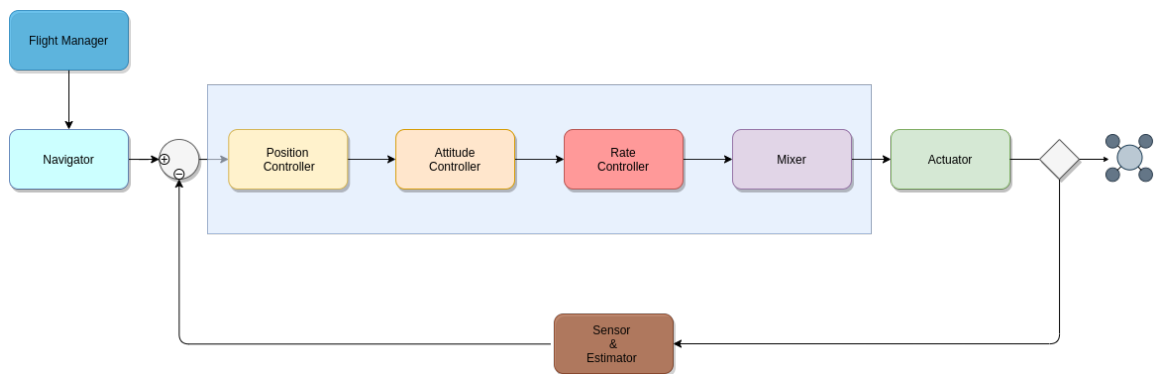 Flight Manager
Navigator
+
−
Position
Controller
Attitude
Controller
Rate
Controller
Mixer
Actuator
Sensor
&
Estimator